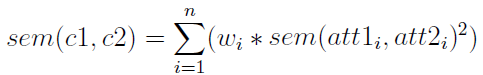 sem(c1, c2) = \sum_{i=1}^{n} (w_i * sem(att1_i, att2_i)^2)